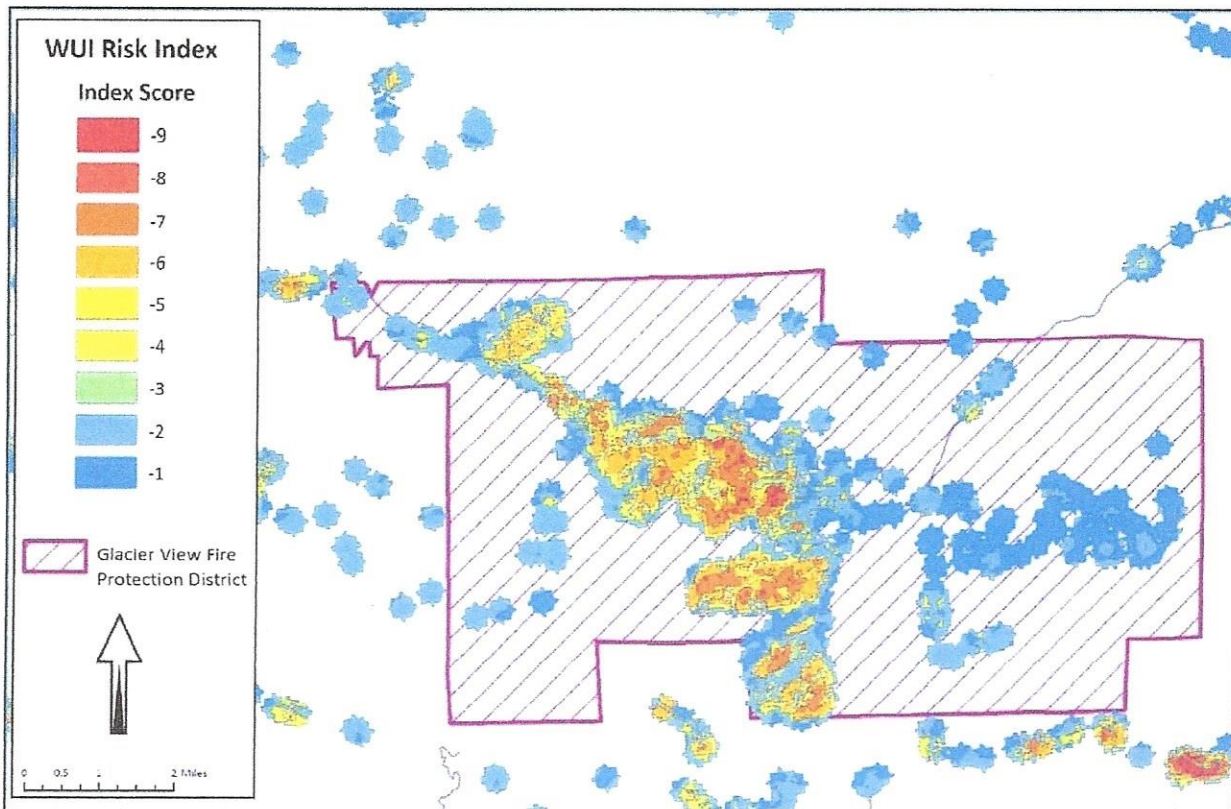 WUI Risk Index
Index Score
-9
-8
-7
-6
-5
-4
-3
-2
-1
Glacier View Fire
Protection District
0 0.5 1 2 Miles